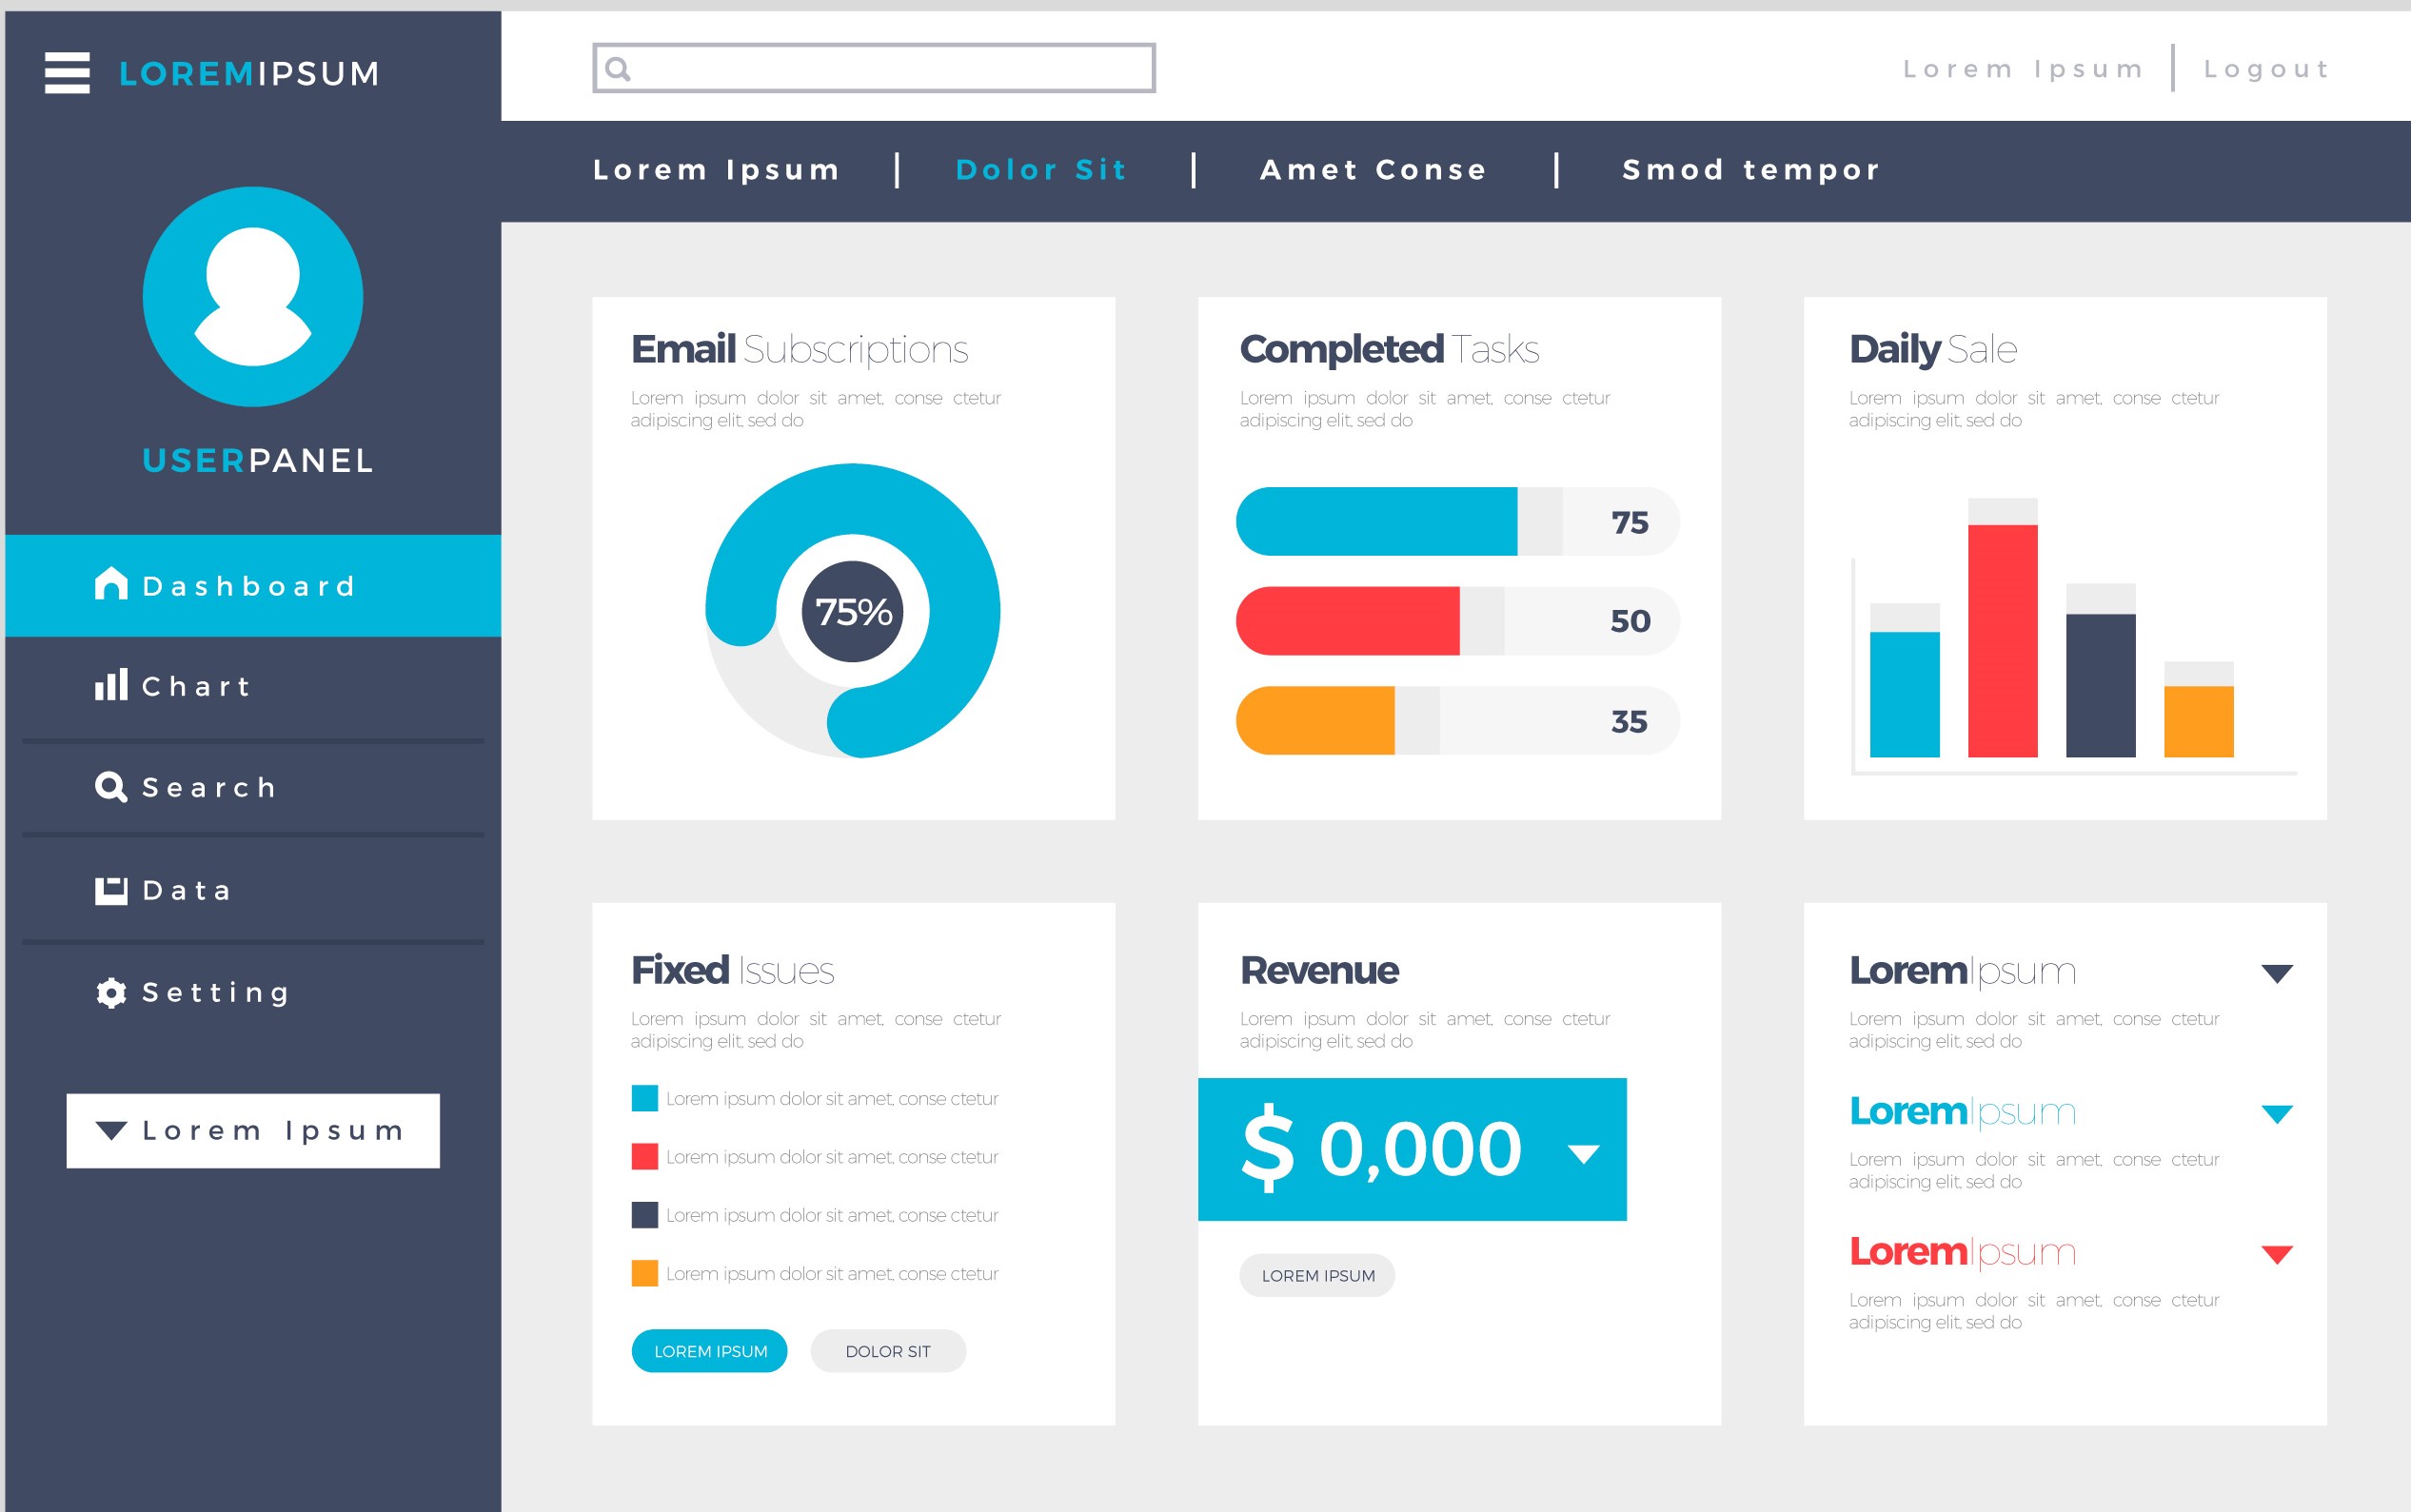 LOREMIPSUM
Lorem Ipsum
Logout
Lorem Ipsum
Dolor Sit
Amet Conse
Smod tempor
USERPANEL
Dashboard
Chart
Search
Data
Setting
Lorem Ipsum
Email Subscriptions
Lorem ipsum dolor sit amet, conse ctetur
adipiscing elit, sed do
75%
Completed Tasks
Lorem ipsum dolor sit amet, conse ctetur
adipiscing elit, sed do
75
50
35
Daily Sale
Lorem ipsum dolor sit amet, conse ctetur
adipiscing elit, sed do
Fixed Issues
Lorem ipsum dolor sit amet, conse ctetur
adipiscing elit, sed do
Lorem ipsum dolor sit amet, conse ctetur
Lorem ipsum dolor sit amet, conse ctetur
Lorem ipsum dolor sit amet, conse ctetur
Lorem ipsum dolor sit amet, conse ctetur
LOREM IPSUM
DOLOR SIT
Revenue
Lorem ipsum dolor sit amet, conse ctetur
adipiscing elit, sed do
$ 0,000
LOREM IPSUM
LoremIpsum
Lorem ipsum dolor sit amet, conse ctetur
adipiscing elit, sed do
LoremIpsum
Lorem ipsum dolor sit amet, conse ctetur
adipiscing elit, sed do
LoremIpsum
Lorem ipsum dolor sit amet, conse ctetur
adipiscing elit, sed do